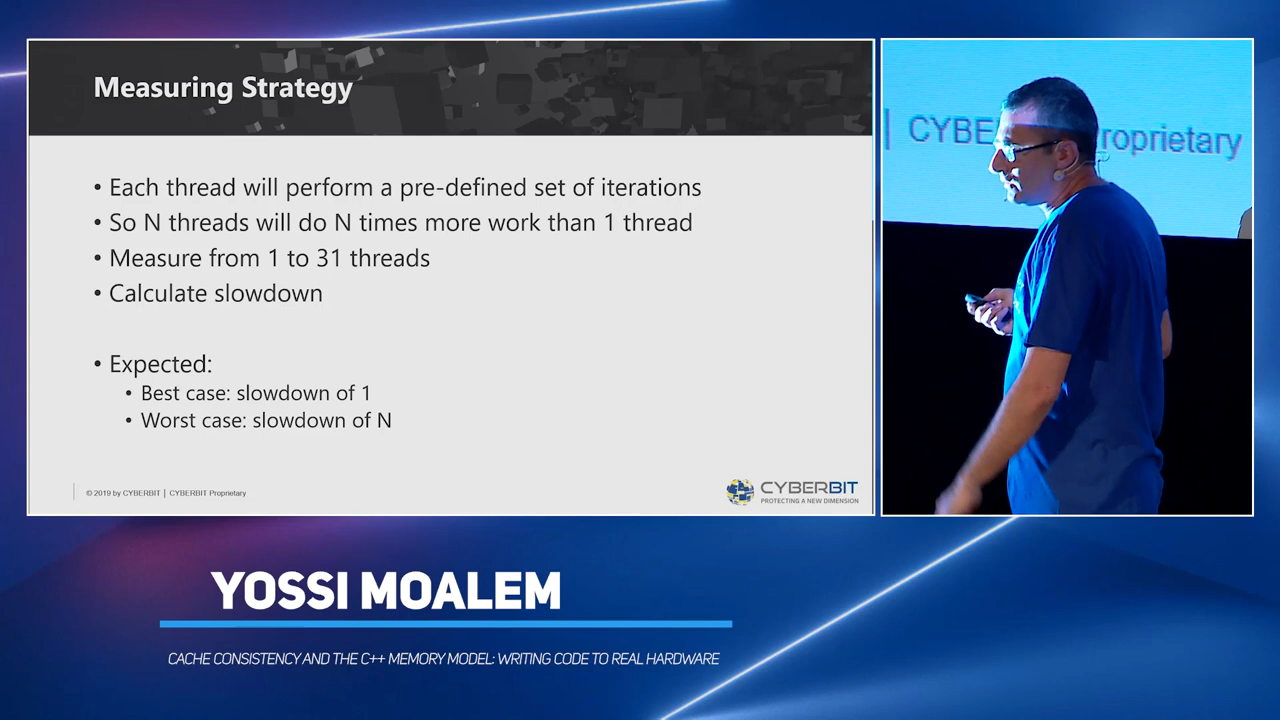 Measuring Strategy
• Each thread will perform a pre-defined set of iterations
• So N threads will do N times more work than 1 thread
• Measure from 1 to 31 threads
• Calculate slowdown
• Expected:
• Best case: slowdown of 1
• Worst case: slowdown of N
© 2019 by CYBERBIT | CYBERBIT Proprietary
CYBERBIT
PROTECTING A NEW DIMENSION
| CYBE roprietary
YOSSI MOALEM
CACHE CONSISTENCY AND THE C++ MEMORY MODEL: WRITING CODE TO REAL HARDWARE